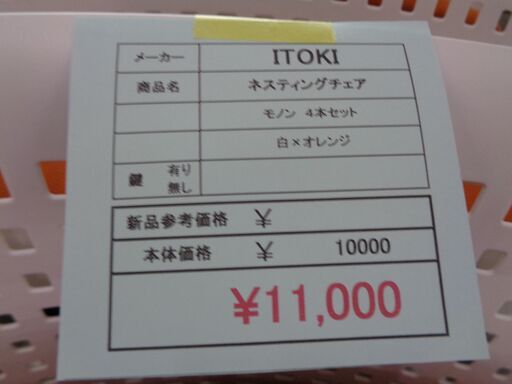 メーカー ITOKI
商品名 ネスティングチェア
モノン 4本セット
白×オレンジ
鍵 有り
無し
新品参考価格 ¥
本体価格 ¥ 10000
¥11,000